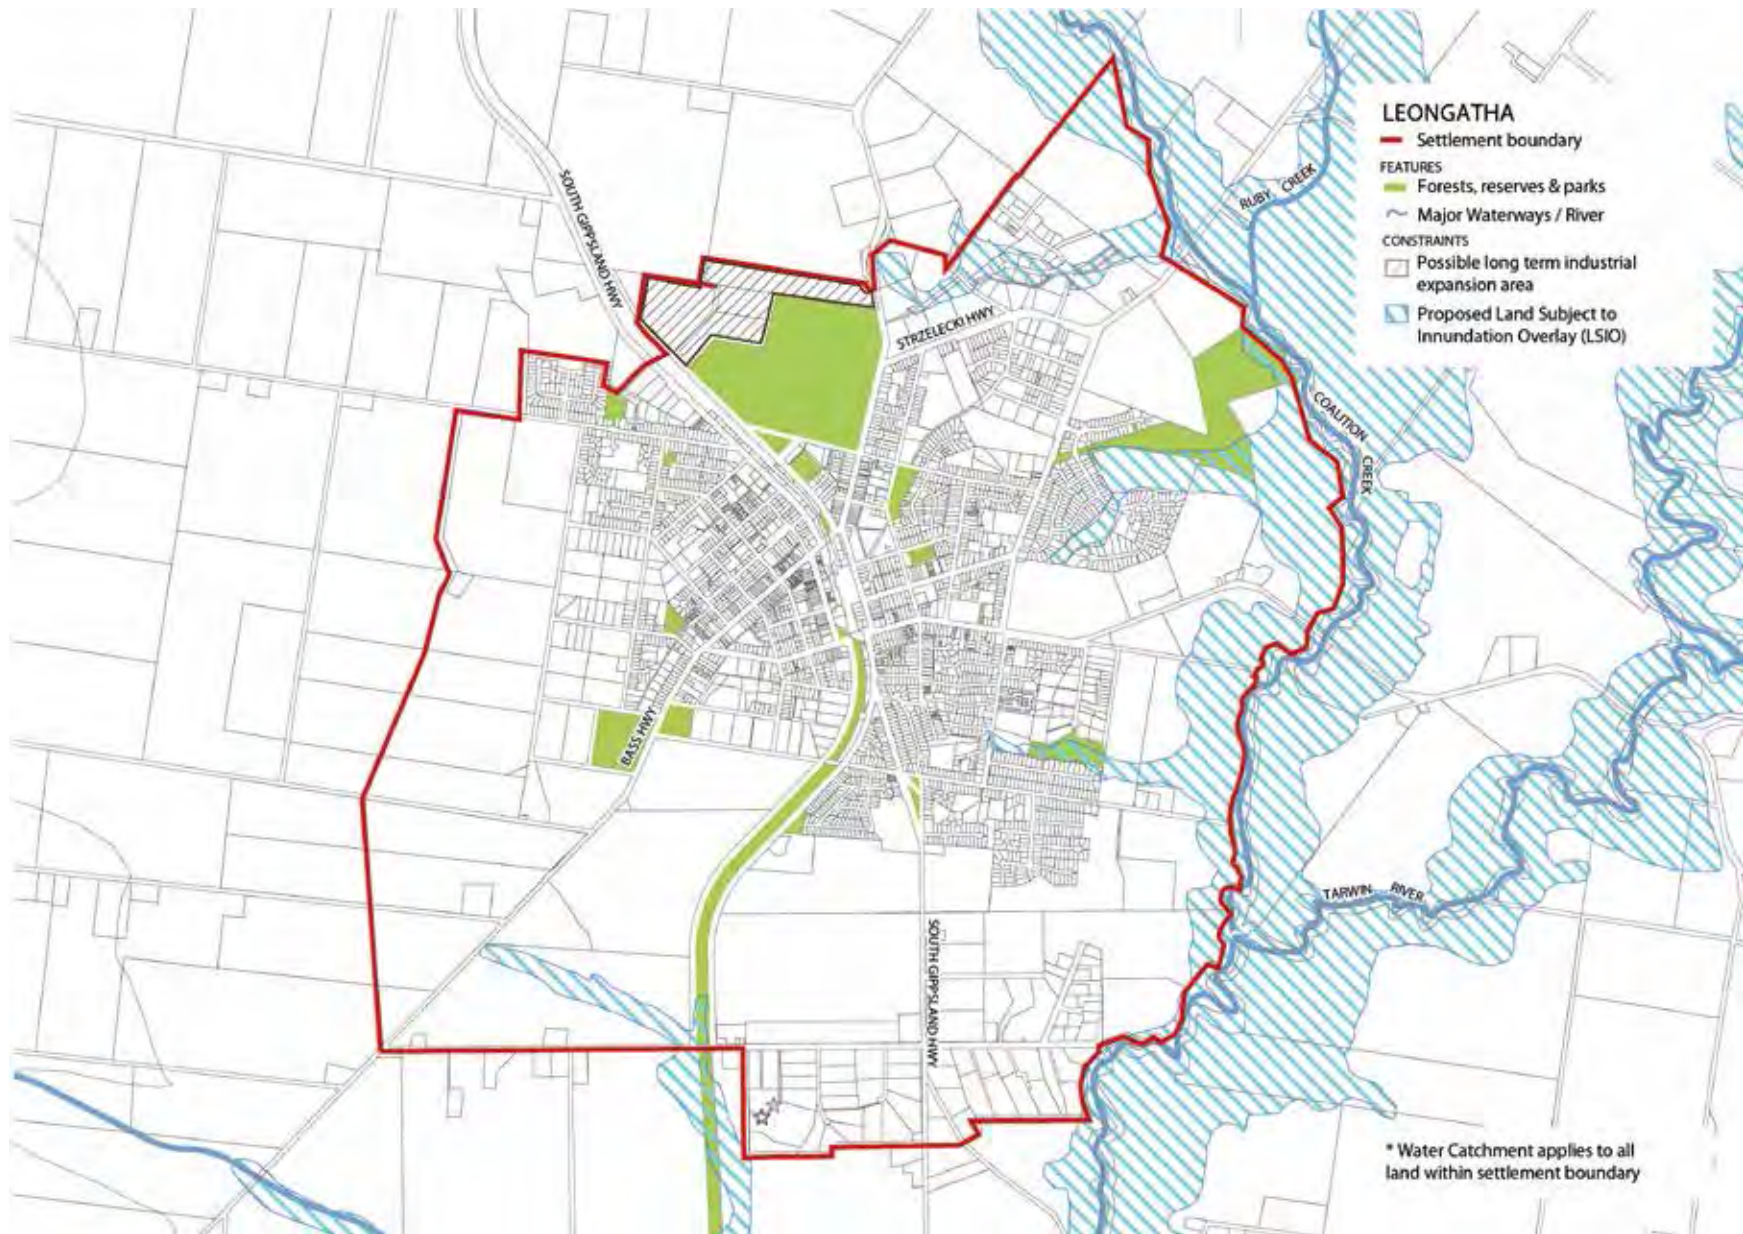 LEONGATHA
Settlement boundary
FEATURES
Forests, reserves & parks
Major Waterways / River
CONSTRAINTS
Possible long term industrial
expansion area
Proposed Land Subject to
Innundation Overlay (LSIO)
SOUTH GIPPSLAND HWY
RUBY CREEK
STRZELECKI HWY
COALITION
CREEK
BASS HWY
TARWIN RIVER
SOUTH GIPPSLAND HWY
* Water Catchment applies to all
land within settlement boundary